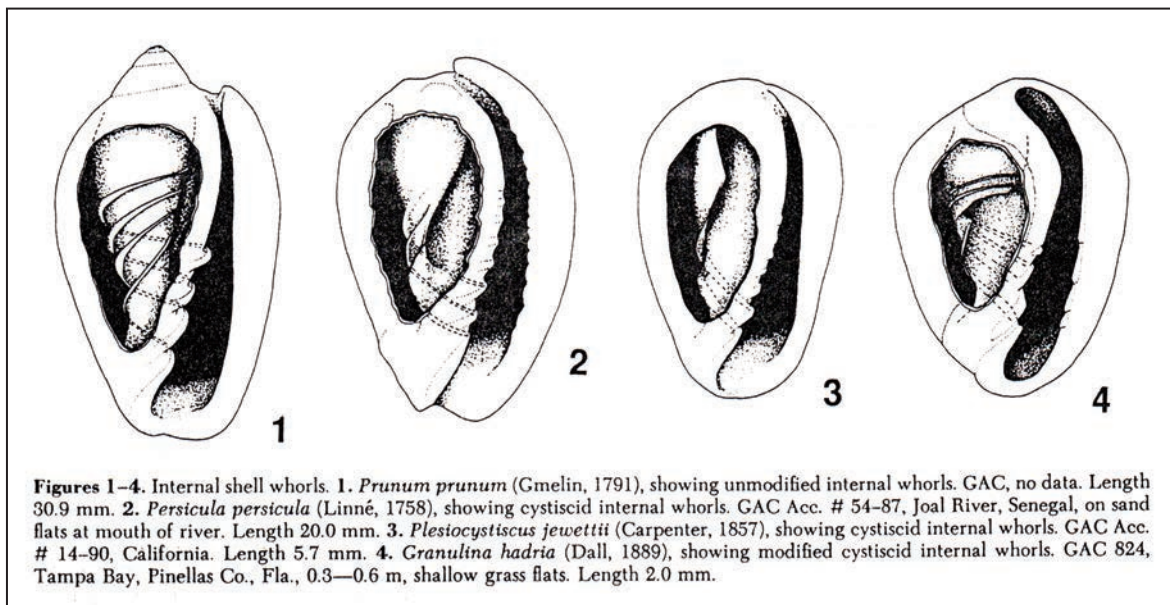 1
2
3
4
Figures 1–4. Internal shell whorls. 1. Prunum prunum (Gmelin, 1791), showing unmodified internal whorls. GAC, no data. Length
30.9 mm. 2. Persicula persicula (Linné, 1758), showing cystiscid internal whorls. GAC Acc. # 54–87, Joal River, Senegal, on sand
flats at mouth of river. Length 20.0 mm. 3. Plesiocystiscus jewettii (Carpenter, 1857), showing cystiscid internal whorls. GAC Acc.
# 14–90, California. Length 5.7 mm. 4. Granulina hadria (Dall, 1889), showing modified cystiscid internal whorls. GAC 824,
Tampa Bay, Pinellas Co., Fla., 0.3—0.6 m, shallow grass flats. Length 2.0 mm.